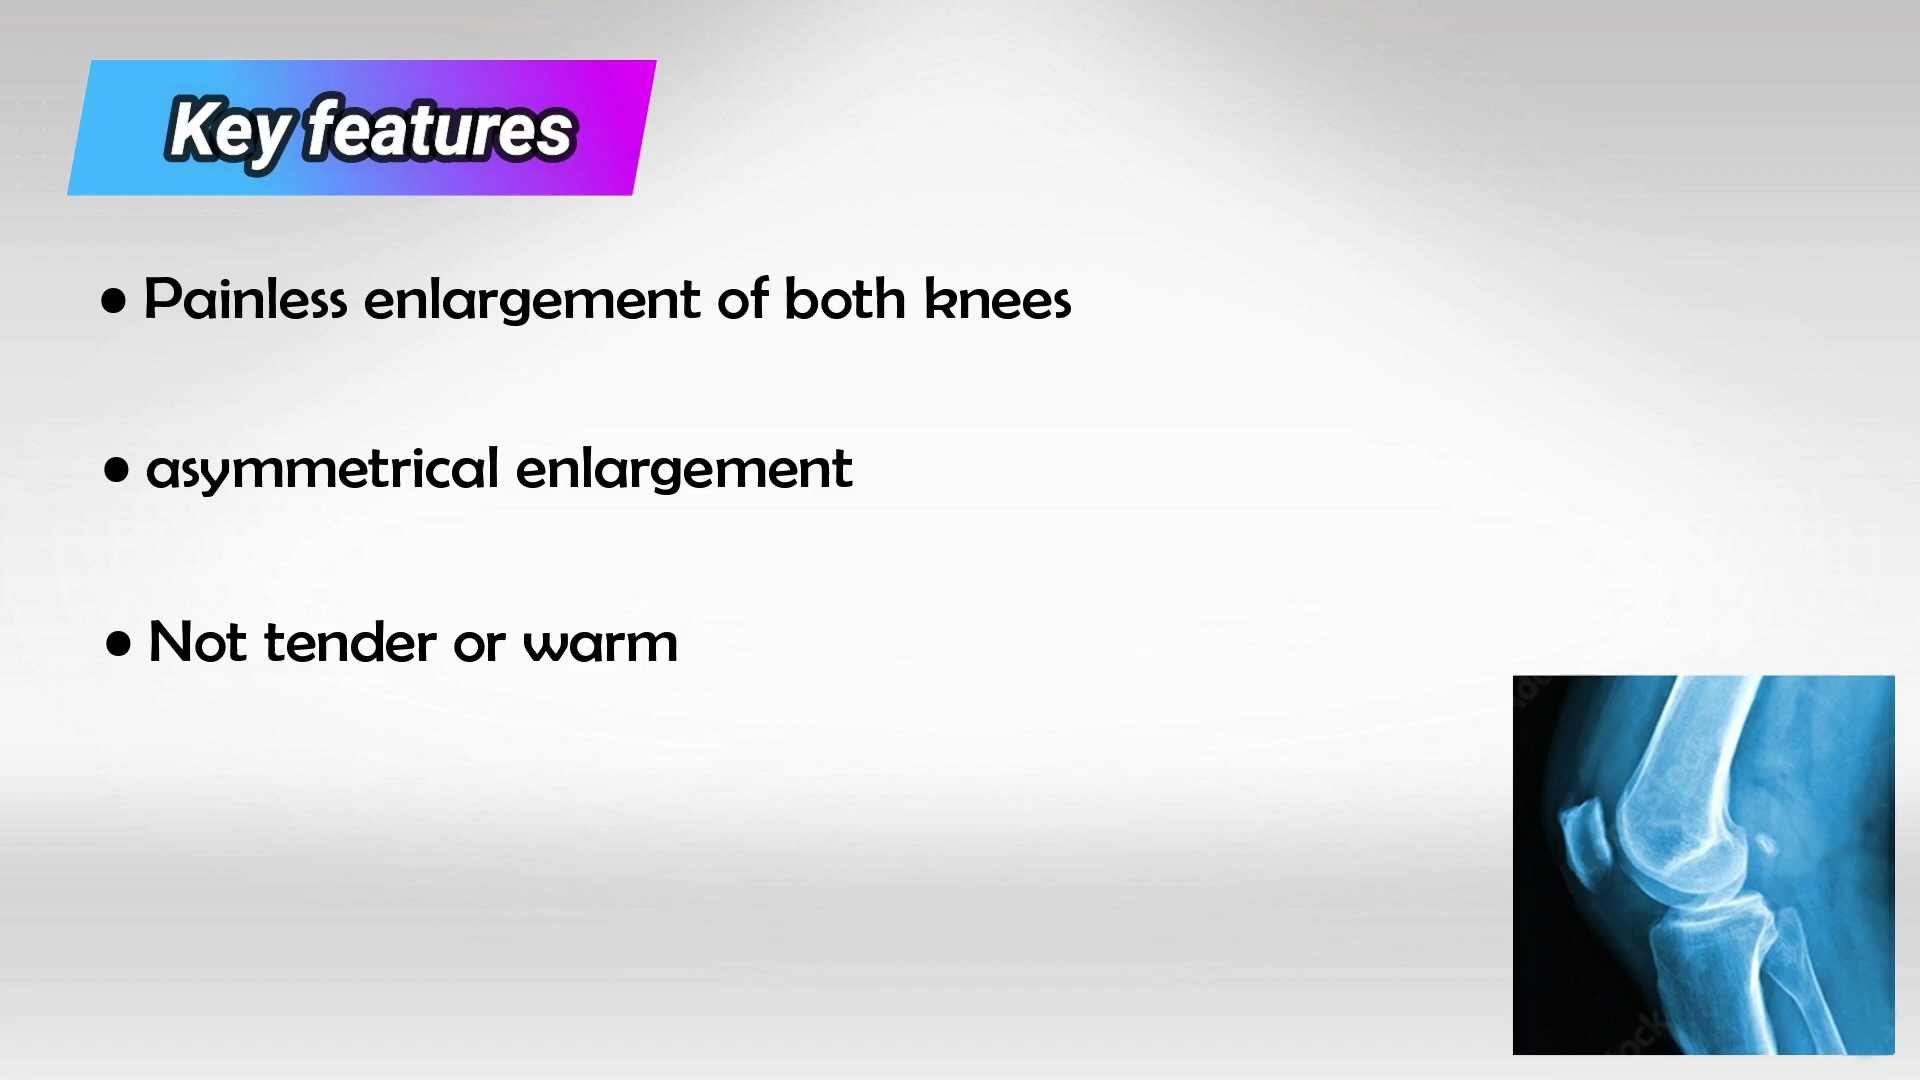 Key features
• Painless enlargement of both knees
• asymmetrical enlargement
• Not tender or warm